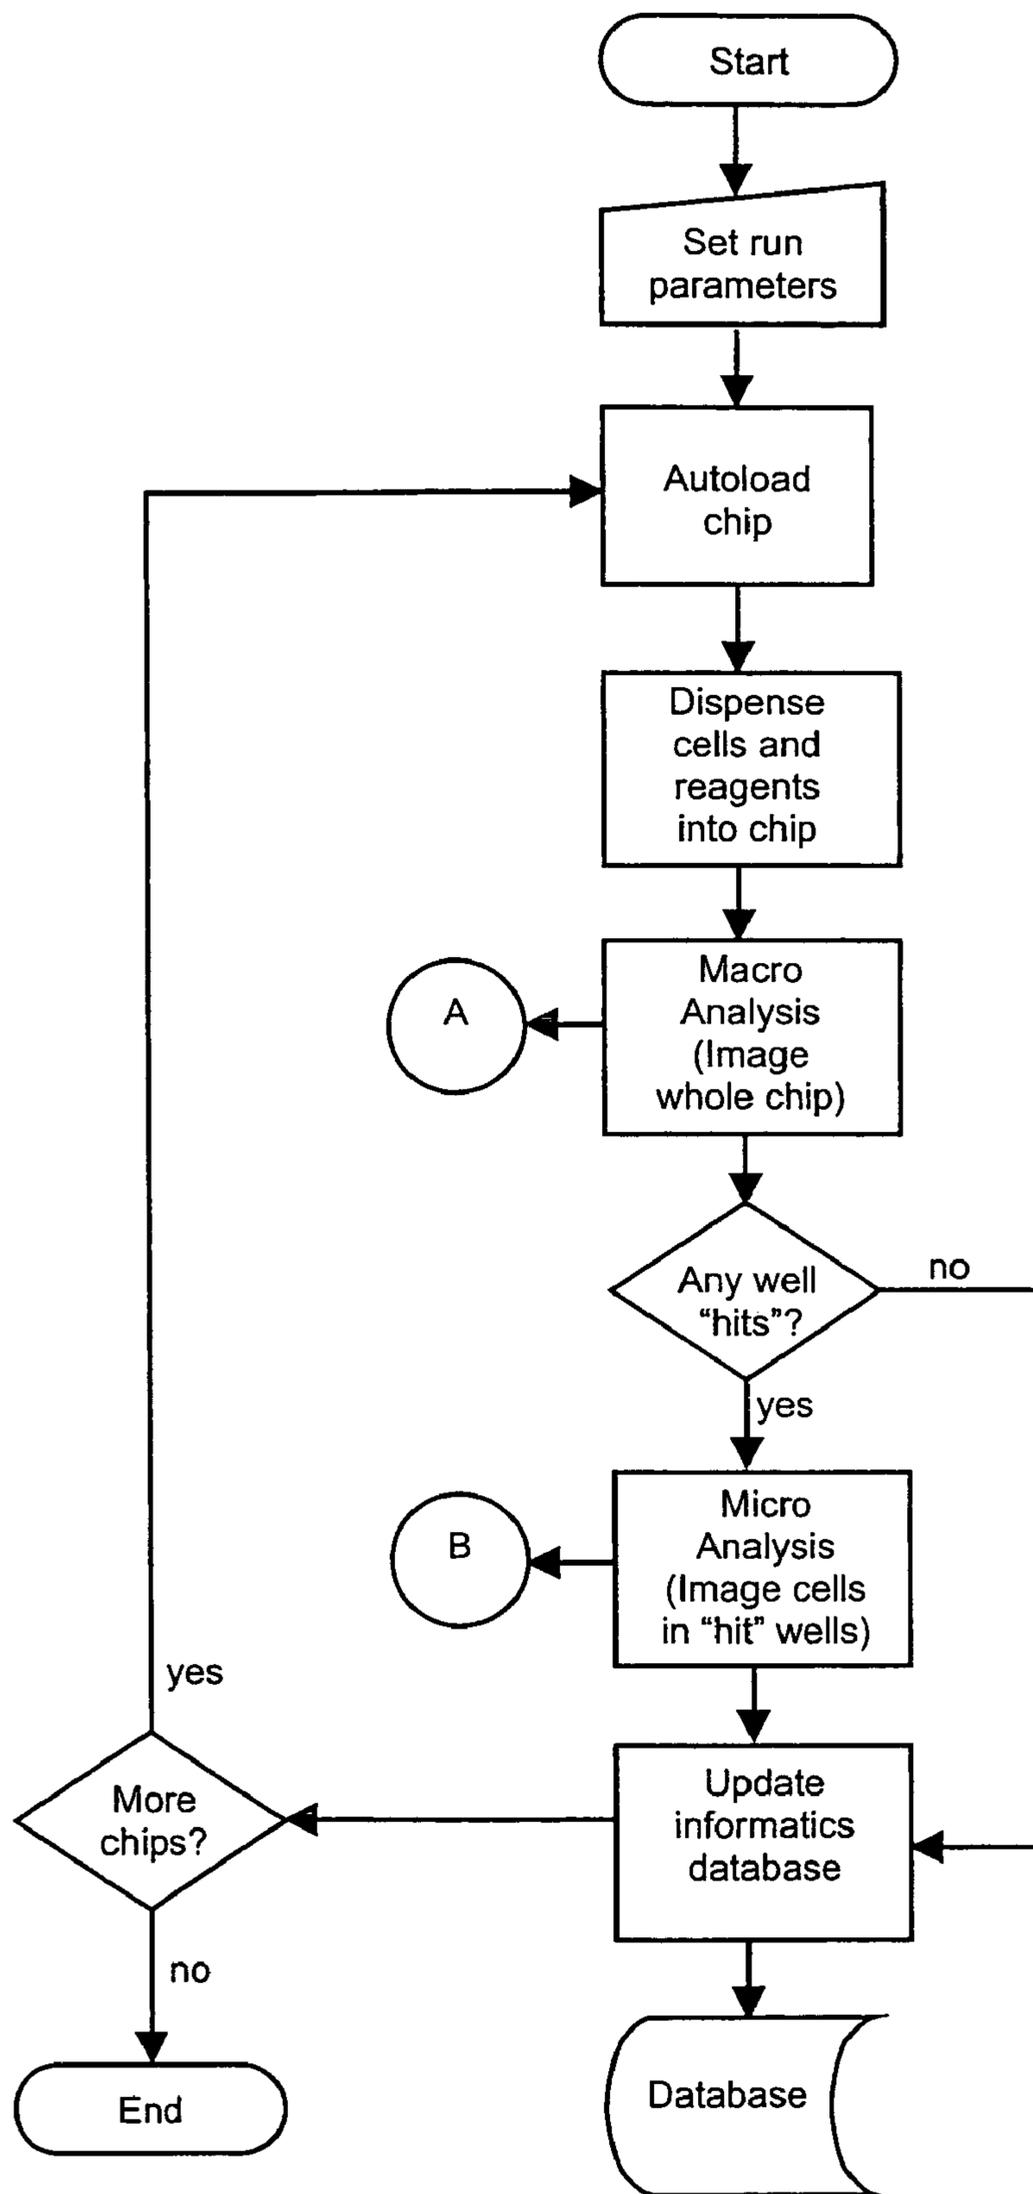 Start
Set run
parameters
Autoload
chip
Dispense
cells and
reagents
into chip
Macro
Analysis
(Image
whole chip)
A
Any well
“hits”?
no
yes
Micro
Analysis
(Image cells
in “hit” wells)
B
yes
More
chips?
Update
informatics
database
no
End
Database